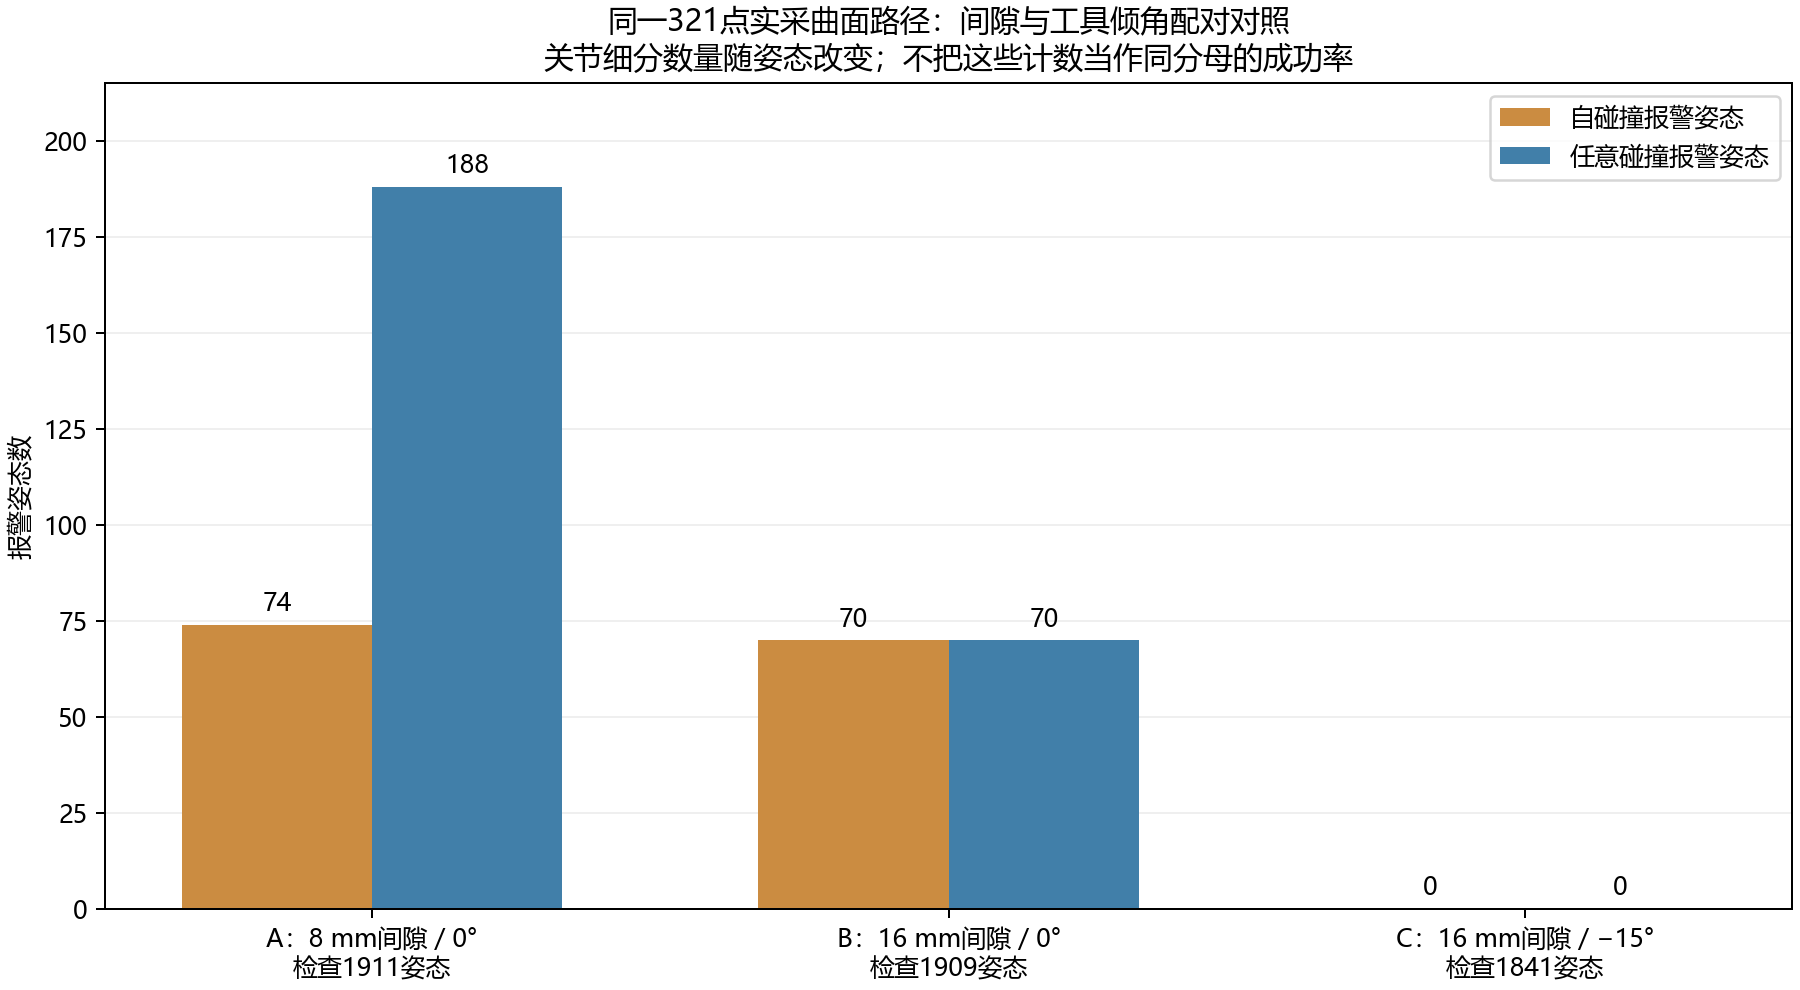 同一321点实采曲面路径：间隙与工具倾角配对对照
关节细分数量随姿态改变；不把这些计数当作同分母的成功率
自碰撞报警姿态
任意碰撞报警姿态
报警姿态数
200
175
150
125
100
75
50
25
0
74
188
70
70
0
0
A：8 mm间隙 / 0°
检查1911姿态
B：16 mm间隙 / 0°
检查1909姿态
C：16 mm间隙 / −15°
检查1841姿态